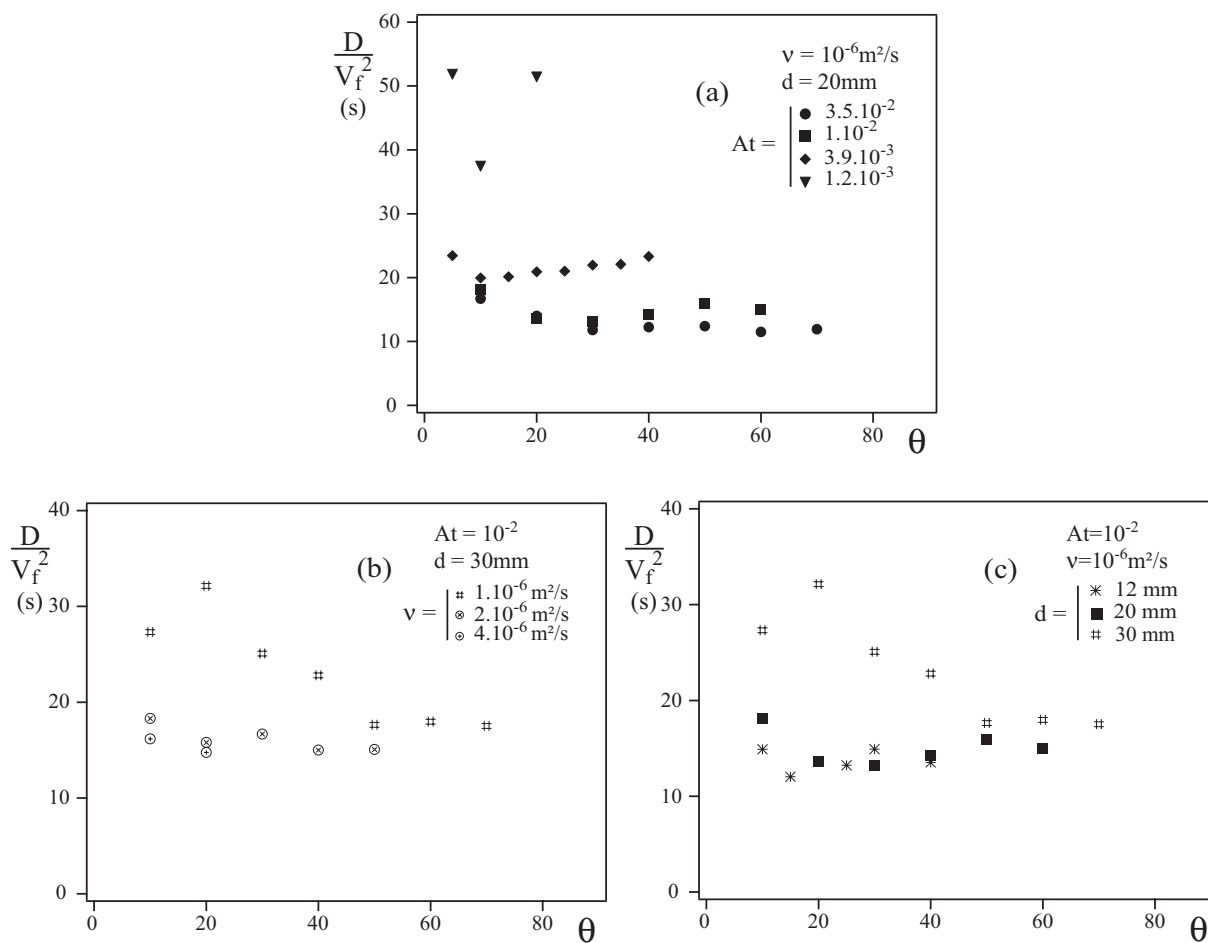 60
50
40
30
20
10
0
D
V_f^2
(s)
(a)
ν = 10^-6 m²/s
d = 20mm
At =
3.5.10^-2
1.10^-2
3.9.10^-3
1.2.10^-3
0 20 40 60 80 θ
40
30
20
10
0
D
V_f^2
(s)
(b)
At = 10^-2
d = 30mm
ν =
1.10^-6 m²/s
2.10^-6 m²/s
4.10^-6 m²/s
0 20 40 60 80 θ
40
30
20
10
0
D
V_f^2
(s)
(c)
At=10^-2
ν=10^-6 m²/s
d =
12 mm
20 mm
30 mm
0 20 40 60 80 θ